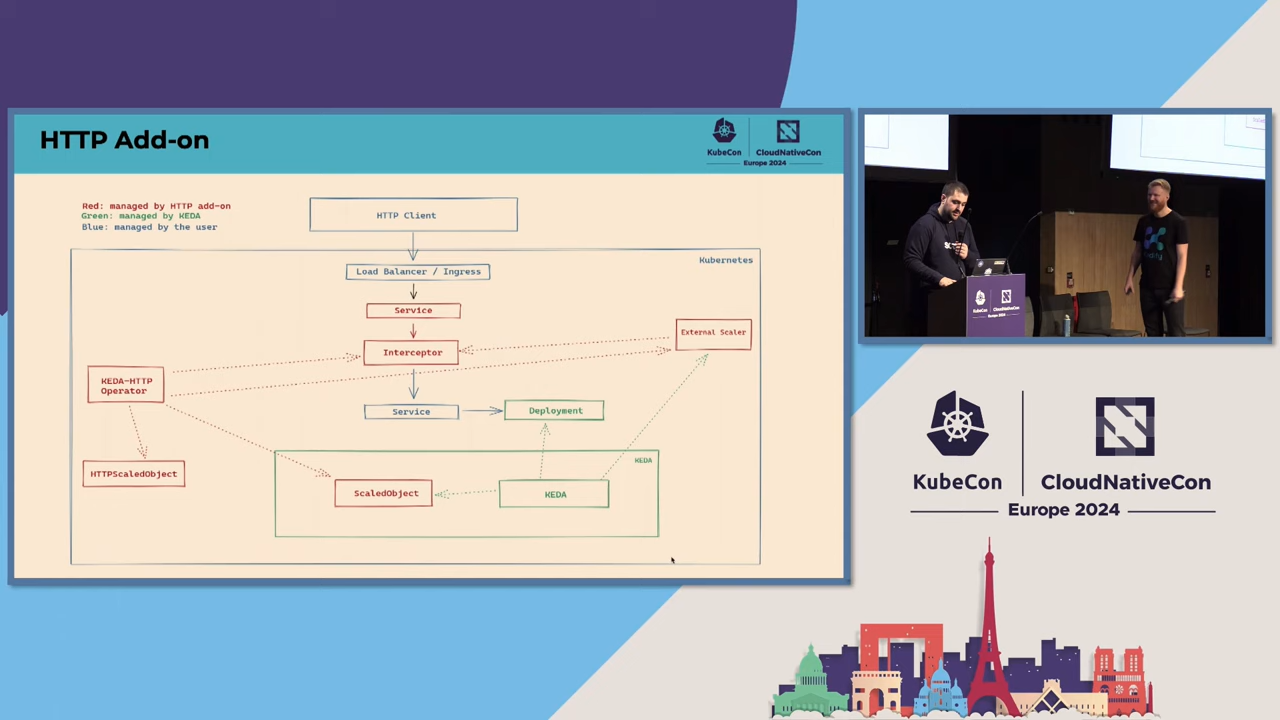 HTTP Add-on
KubeCon
CloudNativeCon
Europe 2024
Red: managed by HTTP add-on
Green: managed by KEDA
Blue: managed by the user
HTTP Client
Kubernetes
Load Balancer / Ingress
Service
External Scaler
Interceptor
KEDA-HTTP
Operator
Service
Deployment
KEDA
HTTPScaledObject
ScaledObject
KEDA
KubeCon
CloudNativeCon
Europe 2024